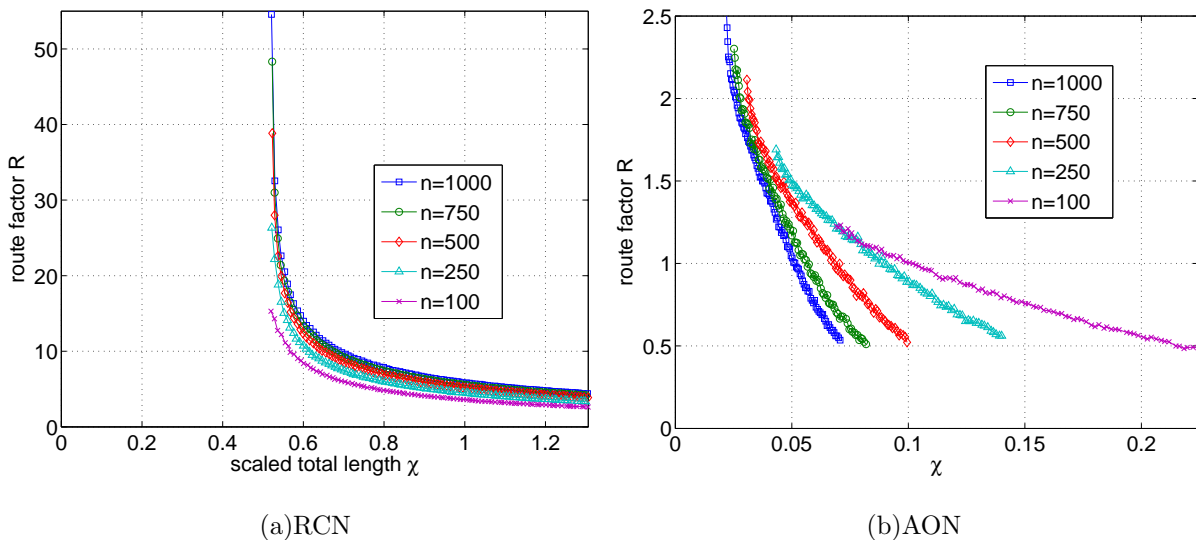 50
40
30
20
10
0
0
0.2
0.4
0.6
0.8
1
1.2
route factor R
scaled total length χ
n=1000
n=750
n=500
n=250
n=100
(a)RCN
2.5
2
1.5
1
0.5
0
0
0.05
0.1
0.15
0.2
route factor R
χ
n=1000
n=750
n=500
n=250
n=100
(b)AON